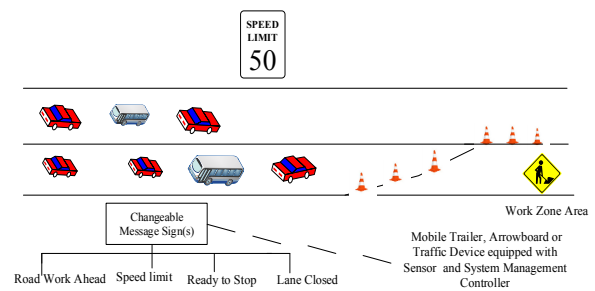 SPEED
LIMIT
50
Work Zone Area
Changeable
Message Sign(s)
Mobile Trailer, Arrowboard or
Traffic Device equipped with
Sensor and System Management
Controller
Road Work Ahead
Speed limit
Ready to Stop
Lane Closed